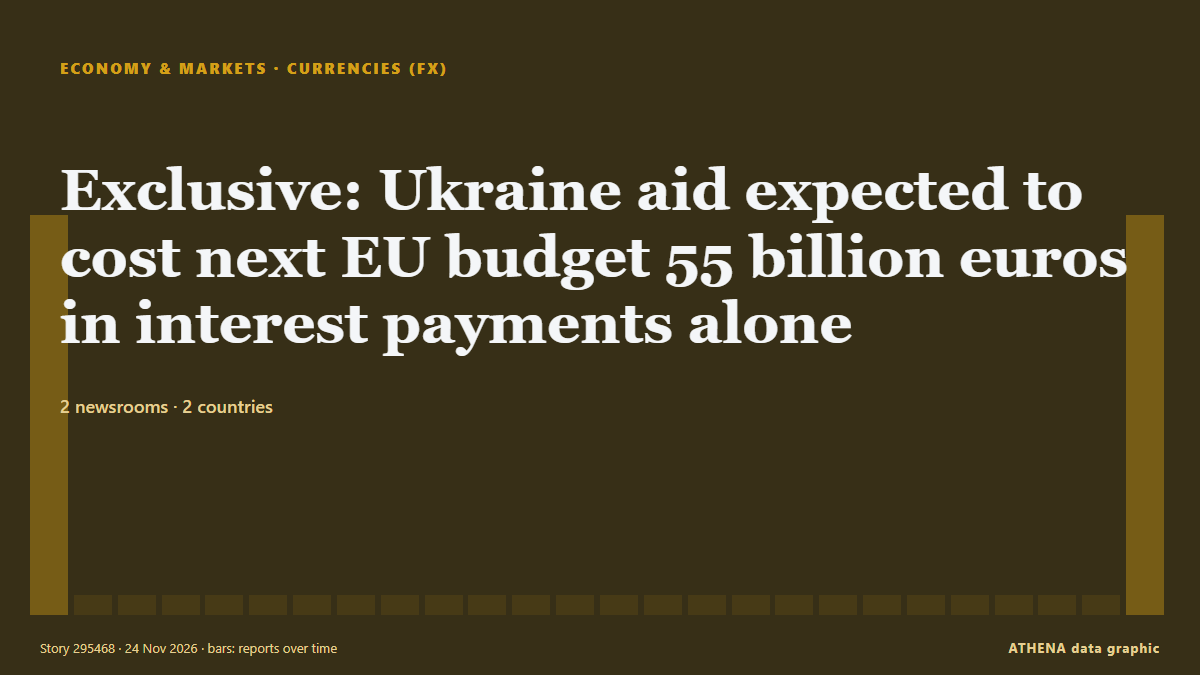 ECONOMY & MARKETS · CURRENCIES (FX)
Exclusive: Ukraine aid expected to
cost next EU budget 55 billion euros
in interest payments alone
2 newsrooms · 2 countries
Story 295468 · 24 Nov 2026 · bars: reports over time
ATHENA data graphic